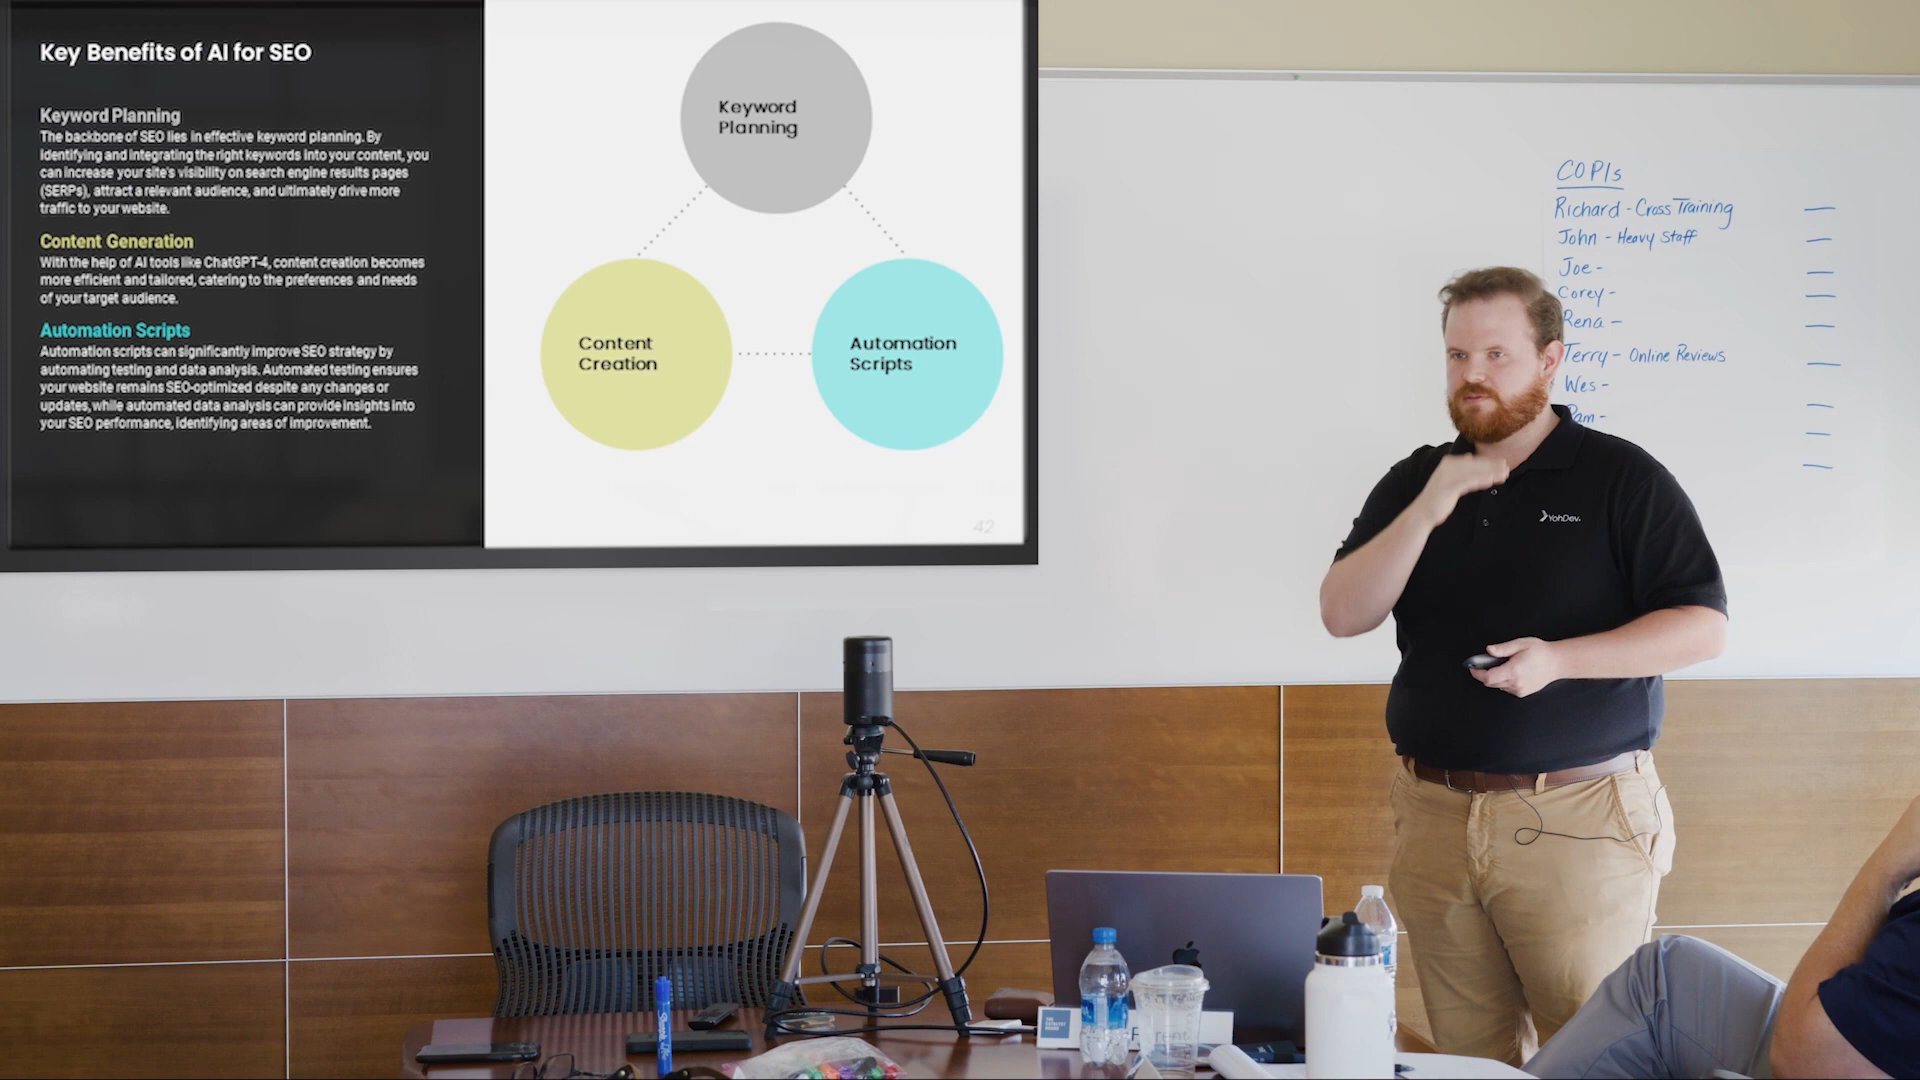 Key Benefits of AI for SEO
Keyword Planning
The backbone of SEO lies in effective keyword planning. By
identifying and integrating the right keywords into your content, you
can increase your site's visibility on search engine results pages
(SERPs), attract a relevant audience, and ultimately drive more
traffic to your website.
Content Generation
With the help of AI tools like ChatGPT-4, content creation becomes
more efficient and tailored, catering to the preferences and needs
of your target audience.
Automation Scripts
Automation scripts can significantly improve SEO strategy by
automating testing and data analysis. Automated testing ensures
your website remains SEO-optimized despite any changes or
updates, while automated data analysis can provide insights into
your SEO performance, identifying areas of improvement.
Keyword
Planning
Content
Creation
Automation
Scripts
42
COPIs
Richard - Cross Training
John - Heavy Staff
Joe -
Corey -
Rena -
Terry - Online Reviews
Wes -
Pam -
YohDev.